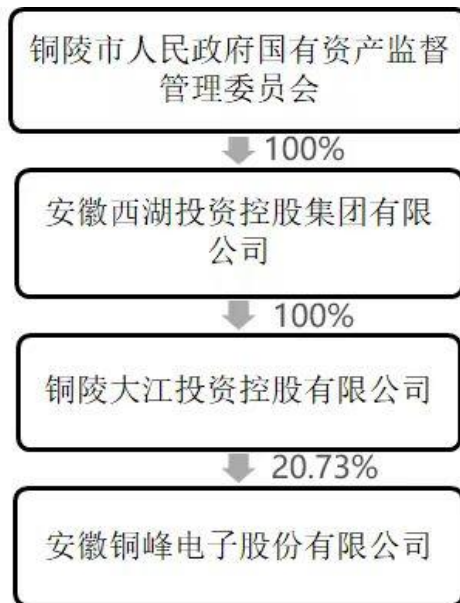 铜陵市人民政府国有资产监督
管理委员会
100%
安徽西湖投资控股集团有限
公司
100%
铜陵大江投资控股有限公司
20.73%
安徽铜峰电子股份有限公司